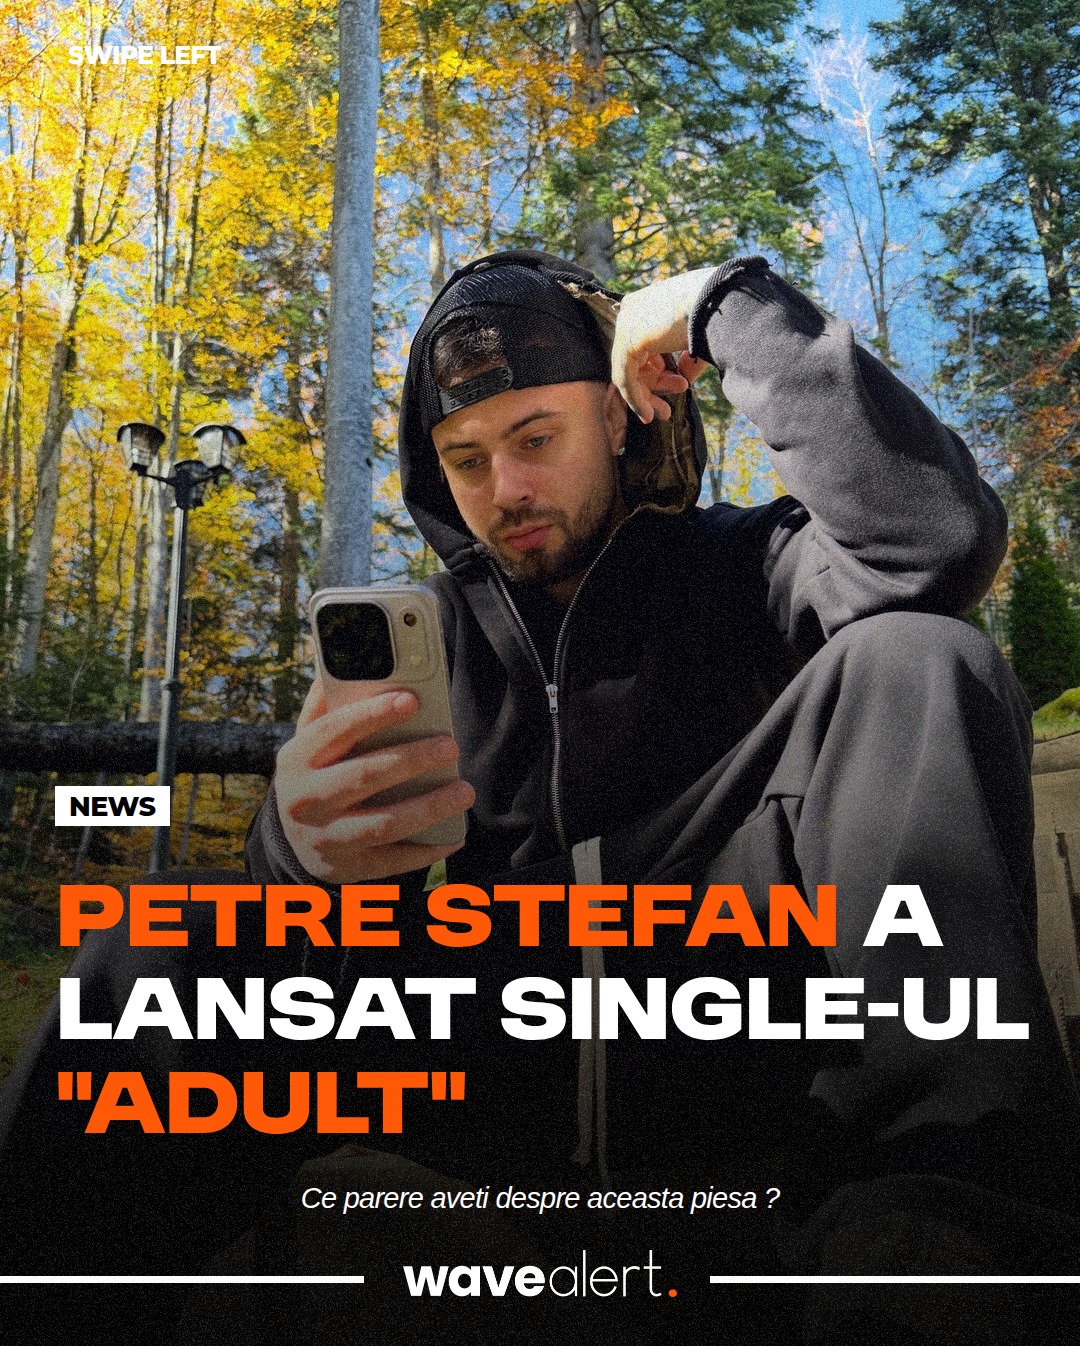 SWIPE LEFT
NEWS
PETRE STEFAN A
LANSAT SINGLE-UL
"ADULT"
Ce parere aveti despre aceasta piesa ?
wavealert.